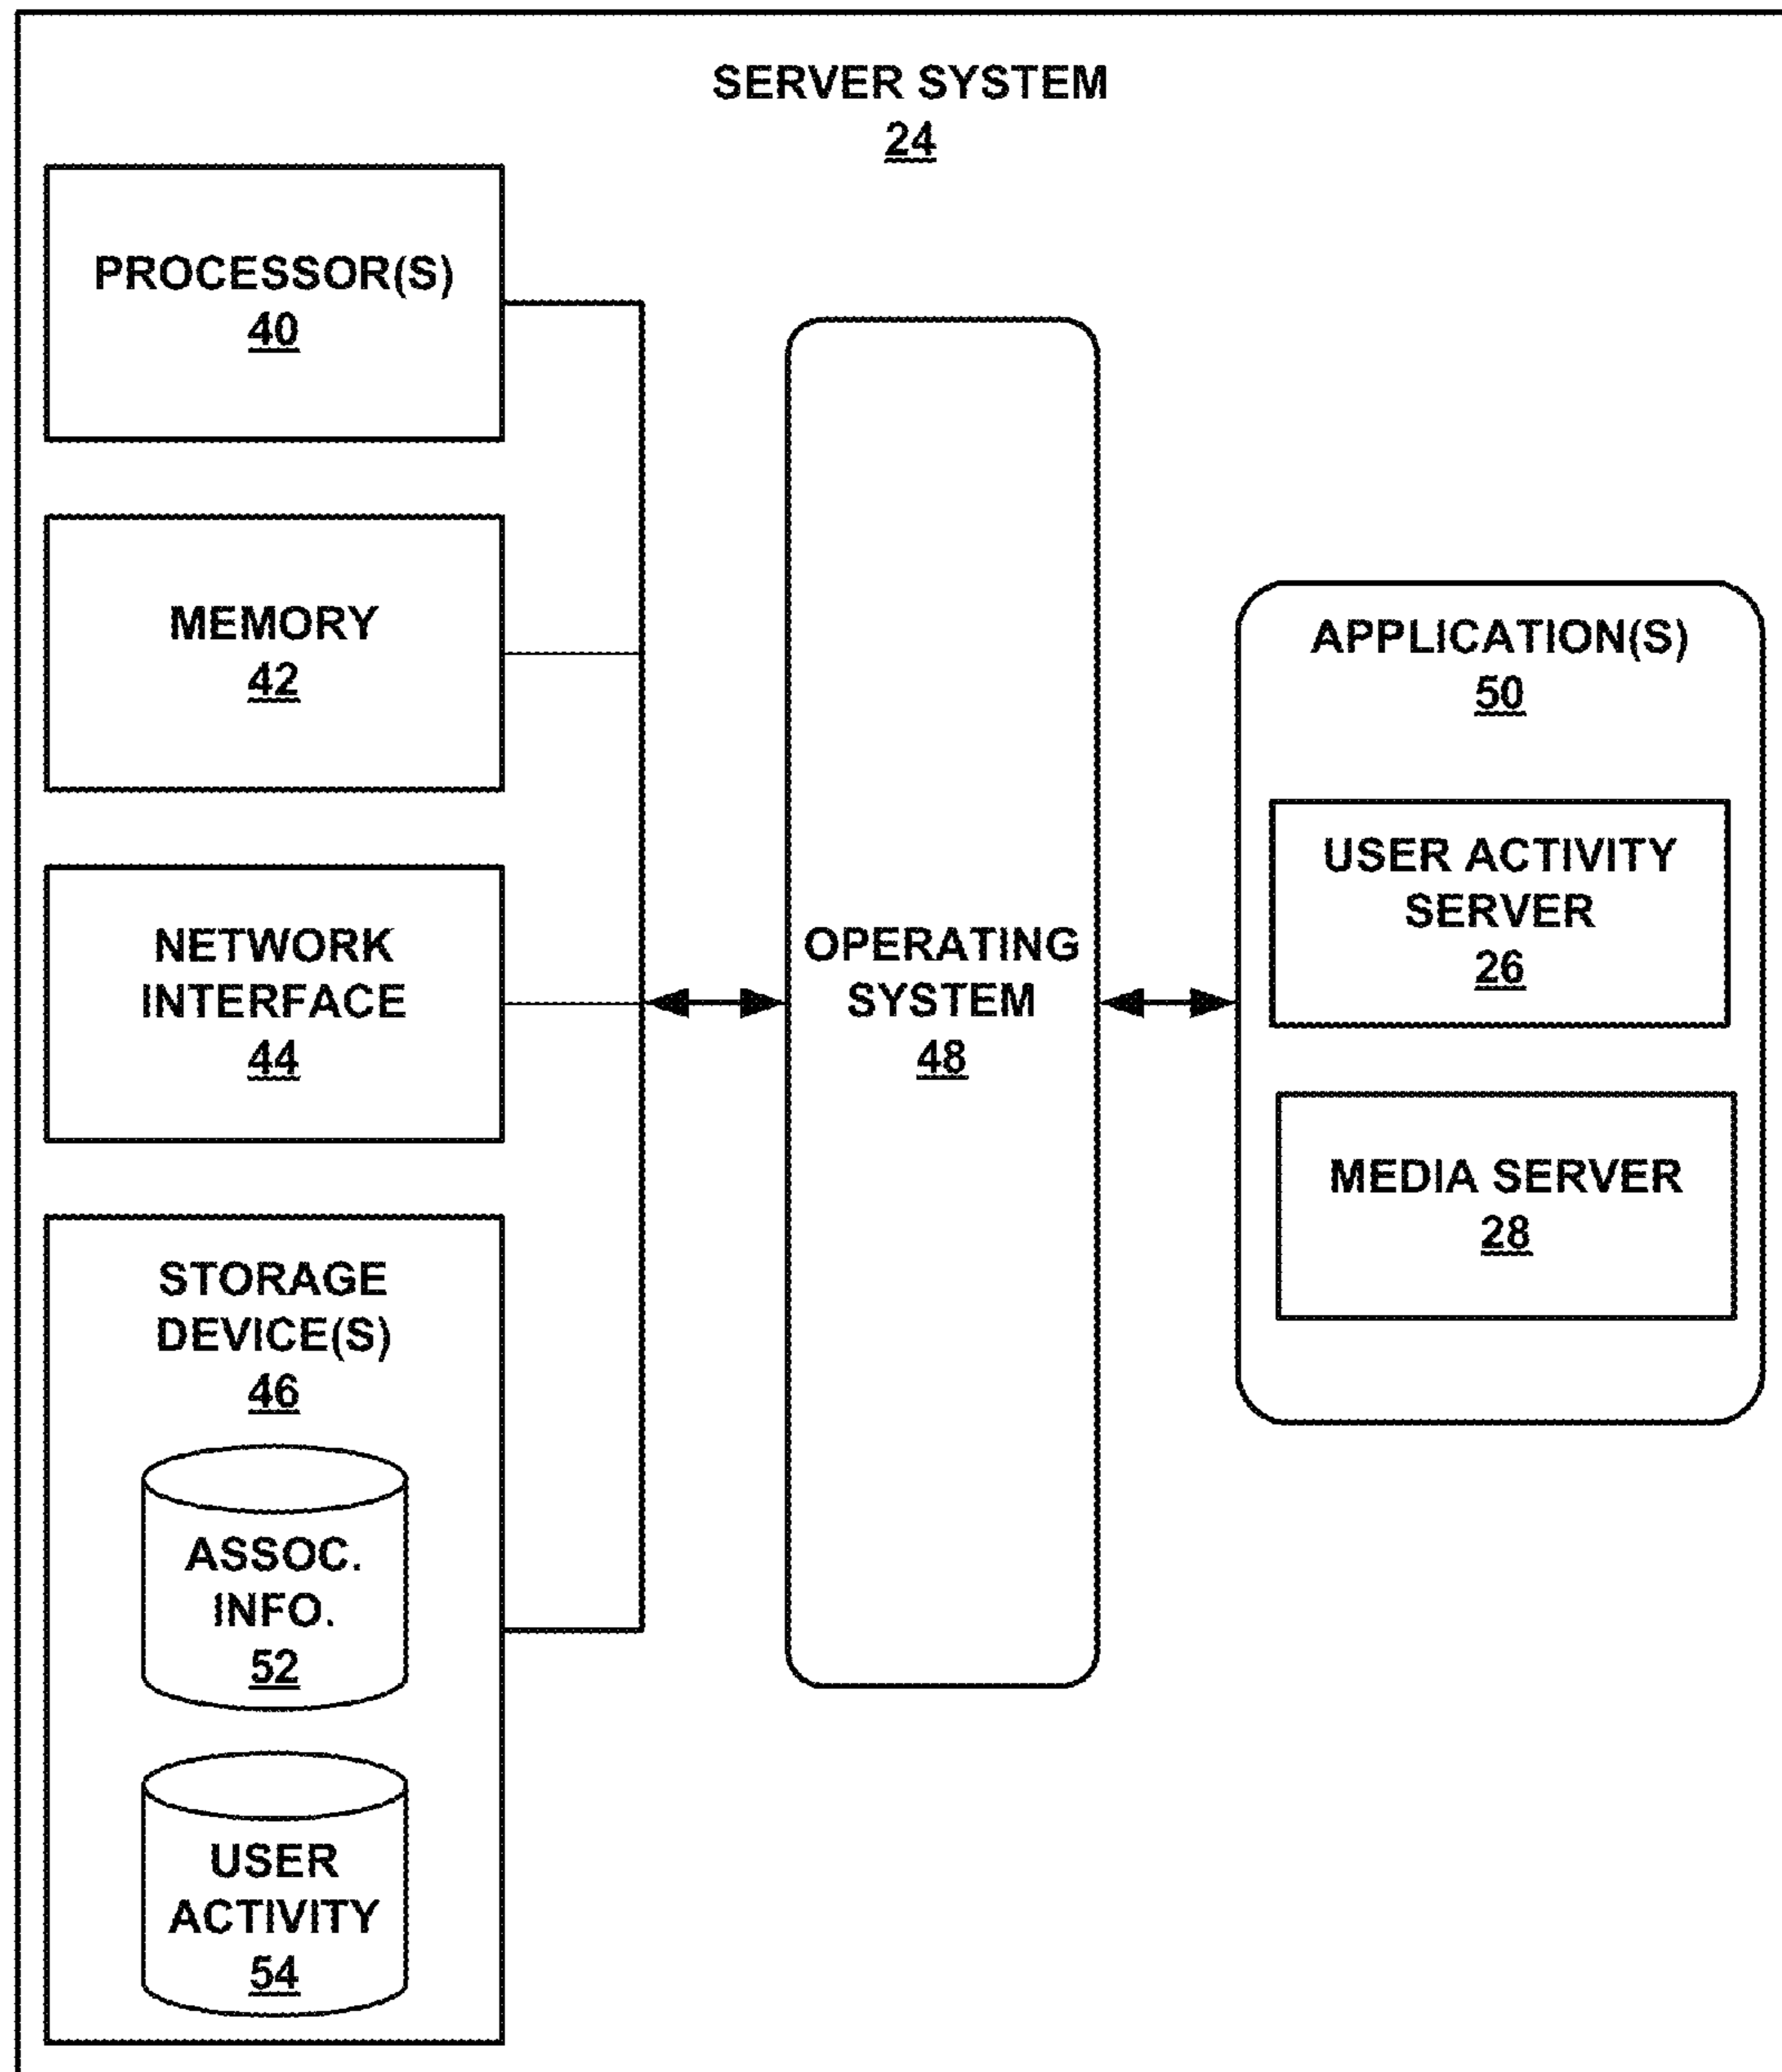 SERVER SYSTEM
24
PROCESSOR(S)
40
MEMORY
42
NETWORK
INTERFACE
44
STORAGE
DEVICE(S)
46
ASSOC.
INFO.
52
USER
ACTIVITY
54
OPERATING
SYSTEM
48
APPLICATION(S)
50
USER ACTIVITY
SERVER
26
MEDIA SERVER
28